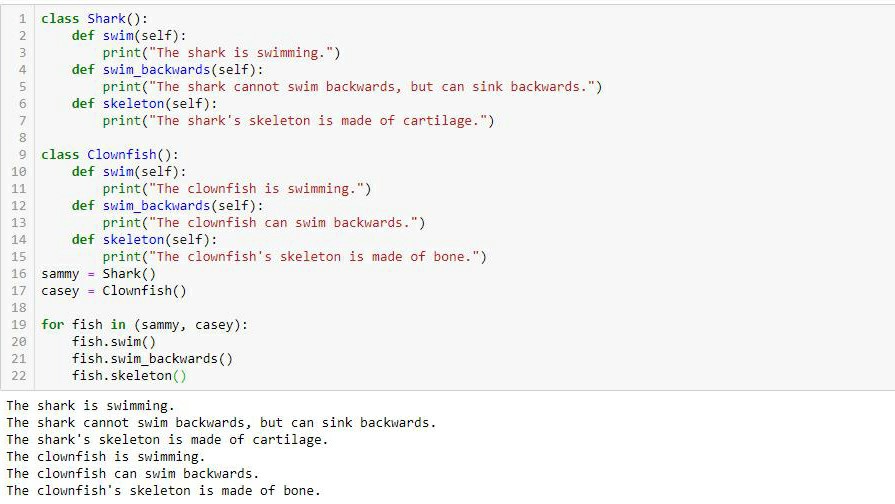 1 class Shark():
2     def swim(self):
3         print("The shark is swimming.")
4     def swim_backwards(self):
5         print("The shark cannot swim backwards, but can sink backwards.")
6     def skeleton(self):
7         print("The shark's skeleton is made of cartilage.")
8
9 class Clownfish():
10     def swim(self):
11         print("The clownfish is swimming.")
12     def swim_backwards(self):
13         print("The clownfish can swim backwards.")
14     def skeleton(self):
15         print("The clownfish's skeleton is made of bone.")
16 sammy = Shark()
17 casey = Clownfish()
18
19 for fish in (sammy, casey):
20     fish.swim()
21     fish.swim_backwards()
22     fish.skeleton()
The shark is swimming.
The shark cannot swim backwards, but can sink backwards.
The shark's skeleton is made of cartilage.
The clownfish is swimming.
The clownfish can swim backwards.
The clownfish's skeleton is made of bone.